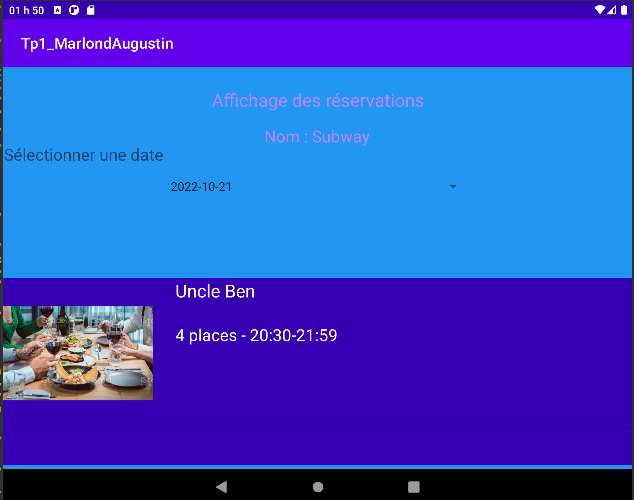 01 h 50
Tp1_MarlondAugustin
Affichage des réservations
Nom : Subway
Sélectionner une date
2022-10-21
Uncle Ben
4 places - 20:30-21:59